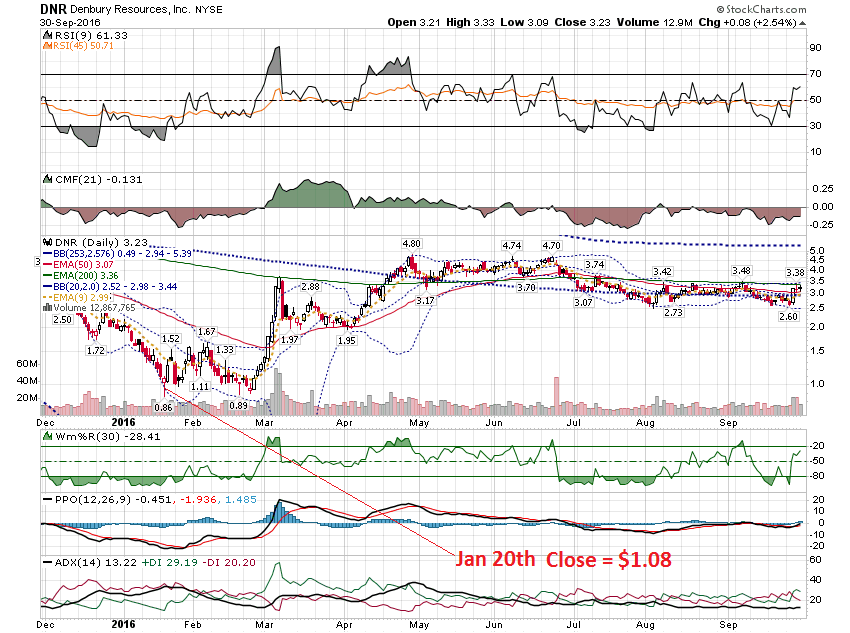 DNR Denbury Resources, Inc. NYSE
© StockCharts.com
30-Sep-2016
Open 3.21 High 3.33 Low 3.09 Close 3.23 Volume 12.9M Chg +0.08 (+2.54%)
RSI(9) 61.33
RSI(45) 50.71
90
70
50
30
10
CMF(21) -0.131
0.25
0.00
-0.25
DNR (Daily) 3.23
BB(253,2.576) 0.49 - 2.94 - 5.39
EMA(50) 3.07
EMA(200) 3.36
BB(20,2.0) 2.52 - 2.98 - 3.44
EMA(9) 2.99
Volume 12,867,765
3
2.50
1.72
1.52
0.86
1.11
1.67
1.33
0.89
1.97
2.88
1.95
4.80
3.17
4.74
3.70
4.70
3.07
3.74
3.42
2.73
3.48
3.38
2.60
5.0
4.5
4.0
3.5
3.0
2.5
2.0
1.5
1.0
60M
40M
20M
Dec 2016 Feb Mar Apr May Jun Jul Aug Sep
Wm%R(30) -28.41
-20
-50
-80
PPO(12,26,9) -0.451, -1.936, 1.485
20
10
0
-10
-20
Jan 20th Close = $1.08
ADX(14) 13.22 +DI 29.19 -DI 20.20
60
40
20
Dec 2016 Feb Mar Apr May Jun Jul Aug Sep